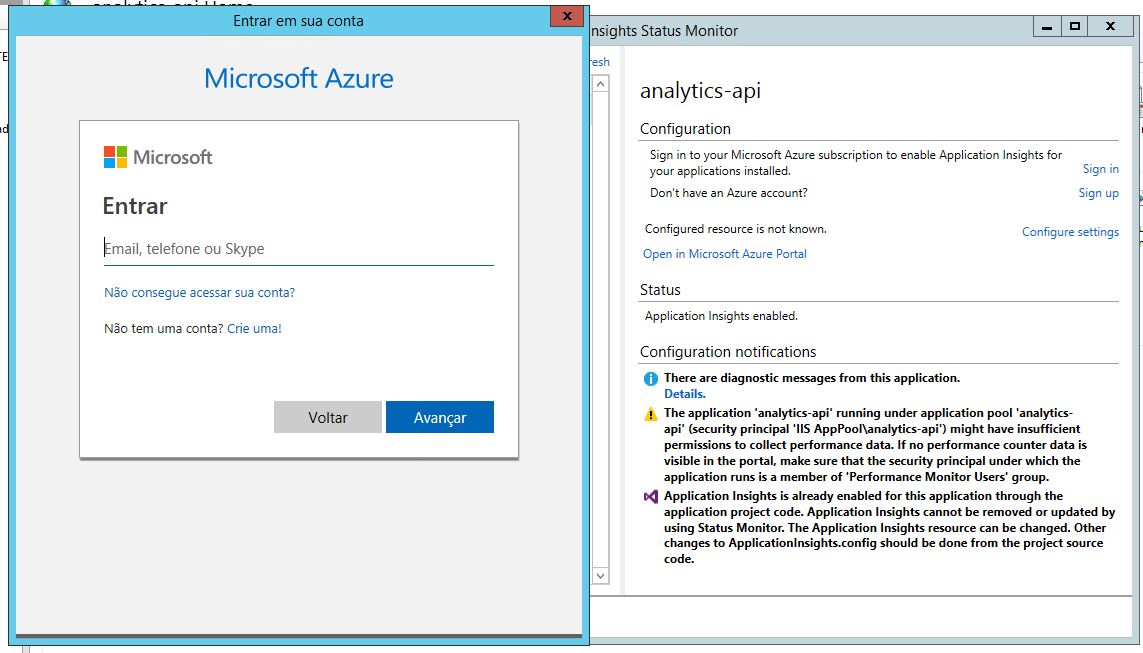 Entrar em sua conta
Microsoft Azure
Microsoft
Entrar
Email, telefone ou Skype
Não consegue acessar sua conta?
Não tem uma conta? Crie uma!
Voltar
Avançar
nsights Status Monitor
resh
analytics-api
Configuration
Sign in to your Microsoft Azure subscription to enable Application Insights for
your applications installed.
Sign in
Don't have an Azure account?
Sign up
Configured resource is not known.
Configure settings
Open in Microsoft Azure Portal
Status
Application Insights enabled.
Configuration notifications
There are diagnostic messages from this application.
Details.
The application 'analytics-api' running under application pool 'analytics-
api' (security principal 'IIS AppPool\analytics-api') might have insufficient
permissions to collect performance data. If no performance counter data is
visible in the portal, make sure that the security principal under which the
application runs is a member of 'Performance Monitor Users' group.
Application Insights is already enabled for this application through the
application project code. Application Insights cannot be removed or updated by
using Status Monitor. The Application Insights resource can be changed. Other
changes to ApplicationInsights.config should be done from the project source
code.